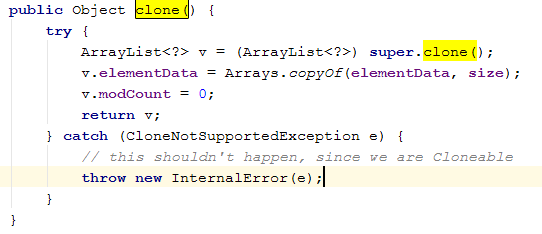 public Object clone() {
try {
ArrayList<?> v = (ArrayList<?>) super.clone();
v.elementData = Arrays.copyOf(elementData, size);
v.modCount = 0;
return v;
} catch (CloneNotSupportedException e) {
// this shouldn't happen, since we are Cloneable
throw new InternalError(e);
}
}